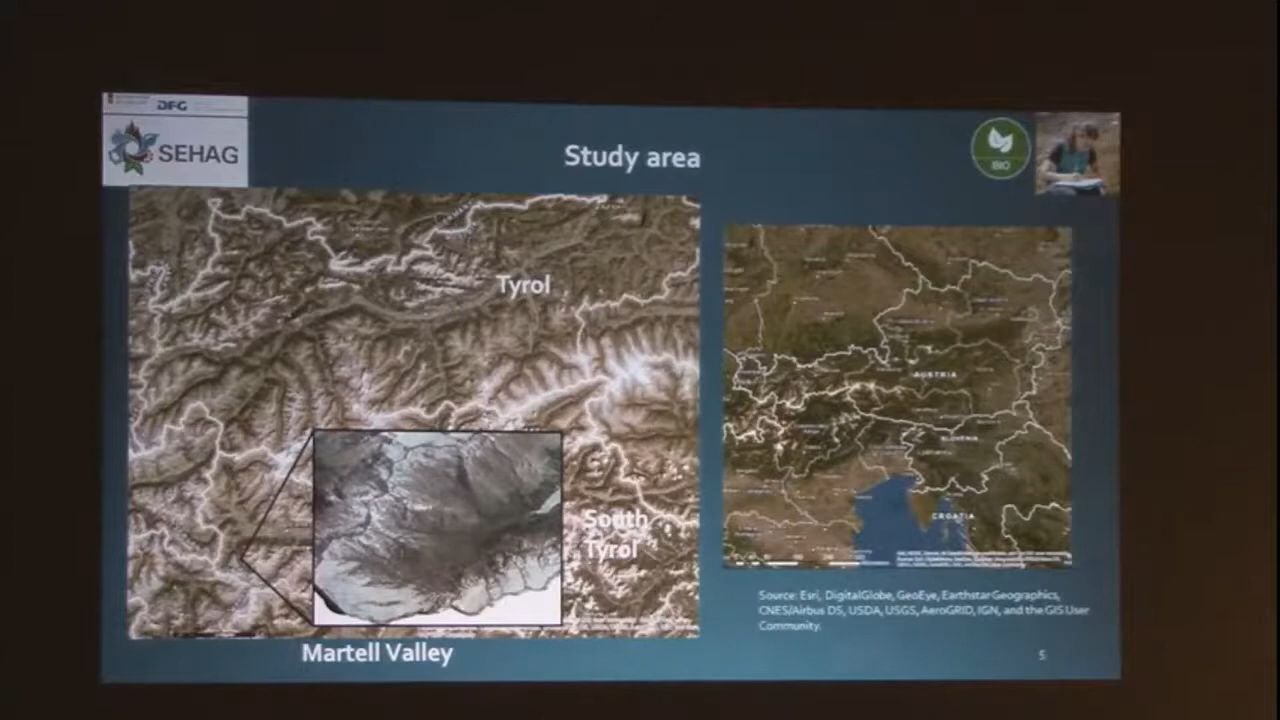 DFG
SEHAG
Study area
BIO
Tyrol
South
Tyrol
Martell Valley
AUSTRIA
SLOVENIA
CROATIA
Source: Esri, DigitalGlobe, GeoEye, Earthstar Geographics,
CNES/Airbus DS, USDA, USGS, AeroGRID, IGN, and the GIS User
Community.
5